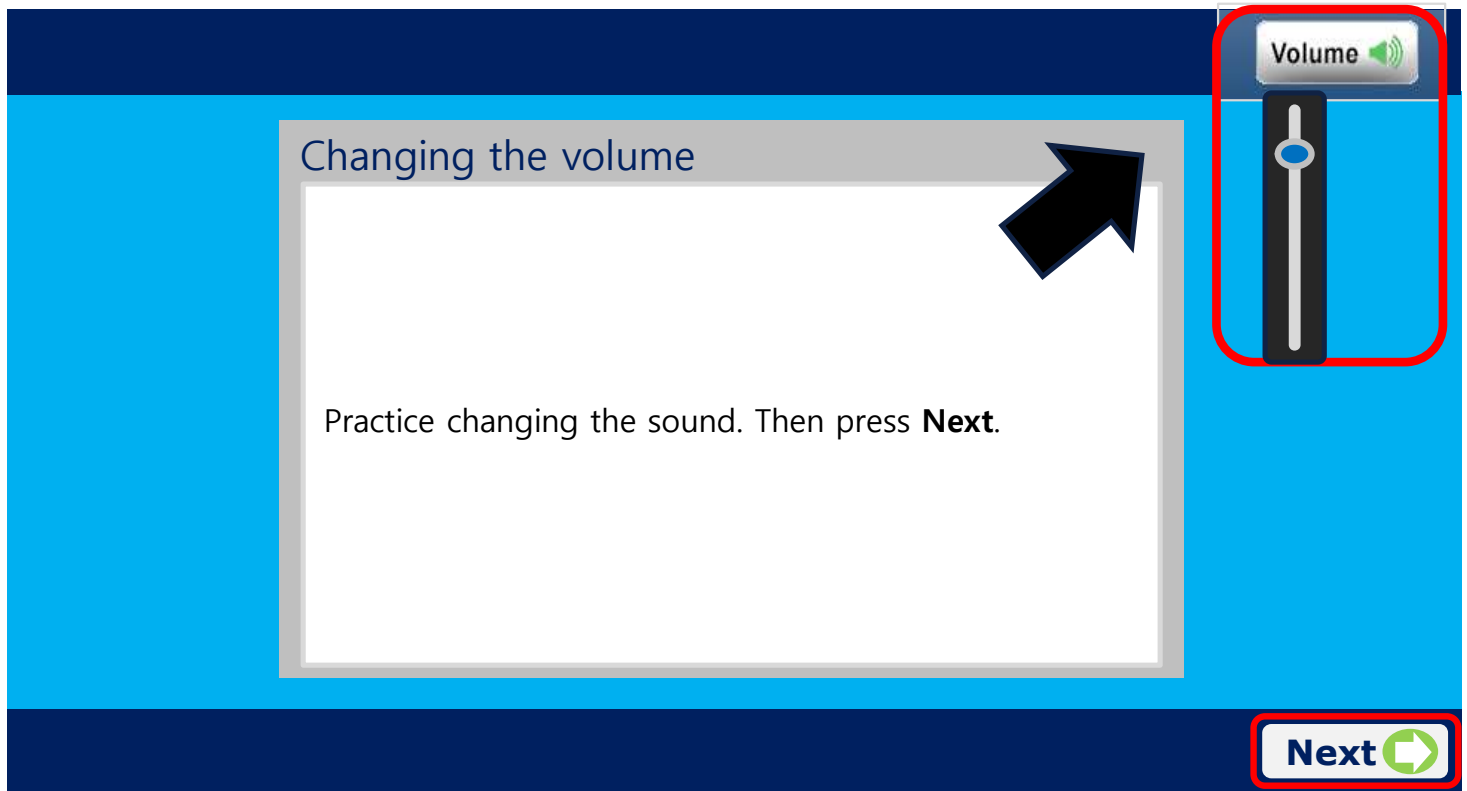 Volume
Changing the volume
Practice changing the sound. Then press Next.
Next